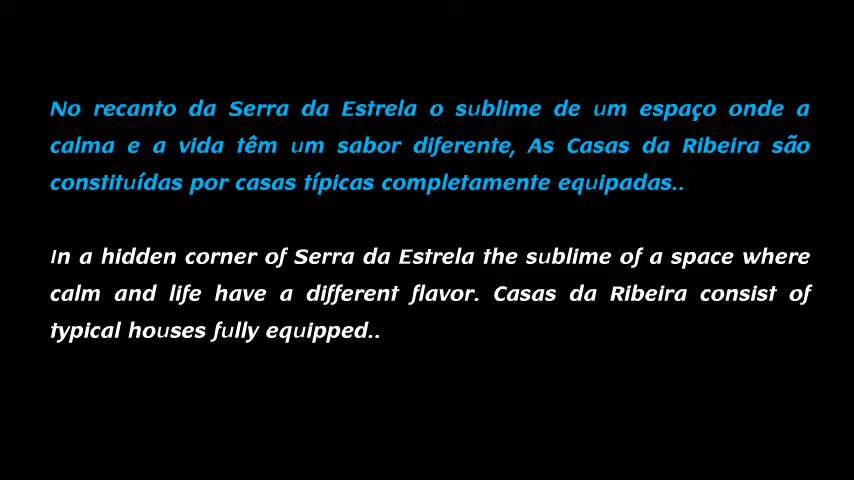 No recanto da Serra da Estrela o sublime de um espaço onde a
calma e a vida têm um sabor diferente, As Casas da Ribeira são
constituídas por casas típicas completamente equipadas..
In a hidden corner of Serra da Estrela the sublime of a space where
calm and life have a different flavor. Casas da Ribeira consist of
typical houses fully equipped..